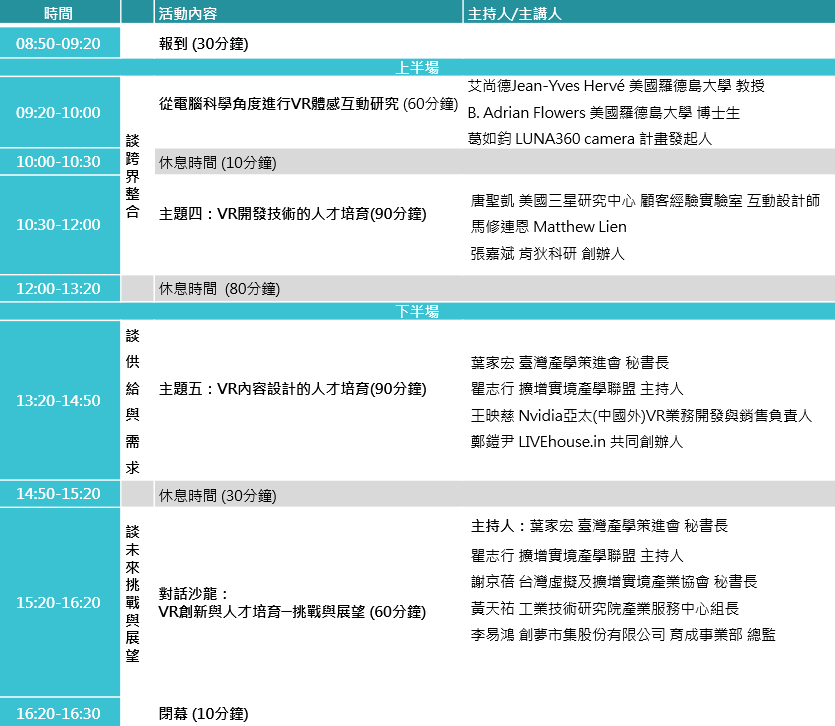 時間 活動內容 主持人/主講人
08:50-09:20 報到 (30分鐘)
上半場
談跨界整合
09:20-10:00 從電腦科學角度進行VR體感互動研究 (60分鐘)
艾尚德Jean-Yves Hervé 美國羅德島大學 教授
B. Adrian Flowers 美國羅德島大學 博士生
葛如鈞 LUNA360 camera 計畫發起人
10:00-10:30 休息時間 (10分鐘)
10:30-12:00 主題四：VR開發技術的人才培育(90分鐘)
唐聖凱 美國三星研究中心 顧客經驗實驗室 互動設計師
馬修連恩 Matthew Lien
張嘉斌 肯狄科研 創辦人
12:00-13:20 休息時間 (80分鐘)
下半場
談供給與需求
13:20-14:50 主題五：VR內容設計的人才培育(90分鐘)
葉家宏 臺灣產學策進會 秘書長
瞿志行 擴增實境產學聯盟 主持人
王映慈 Nvidia亞太(中國外)VR業務開發與銷售負責人
鄭鎧尹 LIVEhouse.in 共同創辦人
14:50-15:20 休息時間 (30分鐘)
談未來挑戰與展望
15:20-16:20 對話沙龍：
VR創新與人才培育─挑戰與展望 (60分鐘)
主持人：葉家宏 臺灣產學策進會 秘書長
瞿志行 擴增實境產學聯盟 主持人
謝京蓓 台灣虛擬及擴增實境產業協會 秘書長
黃天祐 工業技術研究院產業服務中心組長
李易鴻 創夢市集股份有限公司 育成事業部 總監
16:20-16:30 閉幕 (10分鐘)